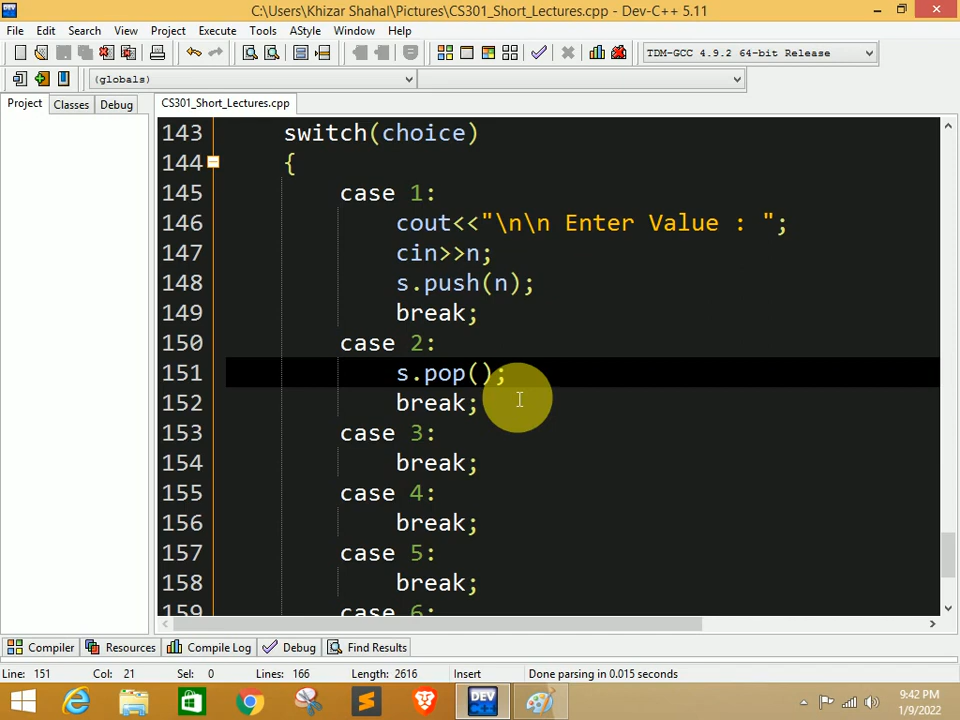 C:\Users\Khizar Shahal\Pictures\CS301_Short_Lectures.cpp - Dev-C++ 5.11
File Edit Search View Project Execute Tools AStyle Window Help
TDM-GCC 4.9.2 64-bit Release
(globals)
Project Classes Debug CS301_Short_Lectures.cpp
143 switch(choice)
144 {
145 case 1:
146 cout<<"\n\n Enter Value : ";
147 cin>>n;
148 s.push(n);
149 break;
150 case 2:
151 s.pop();
152 break;
153 case 3:
154 break;
155 case 4:
156 break;
157 case 5:
158 break;
159 case 6:
Compiler Resources Compile Log Debug Find Results
Line: 151 Col: 21 Sel: 0 Lines: 166 Length: 2616 Insert Done parsing in 0.015 seconds
DEV
9:42 PM
1/9/2022